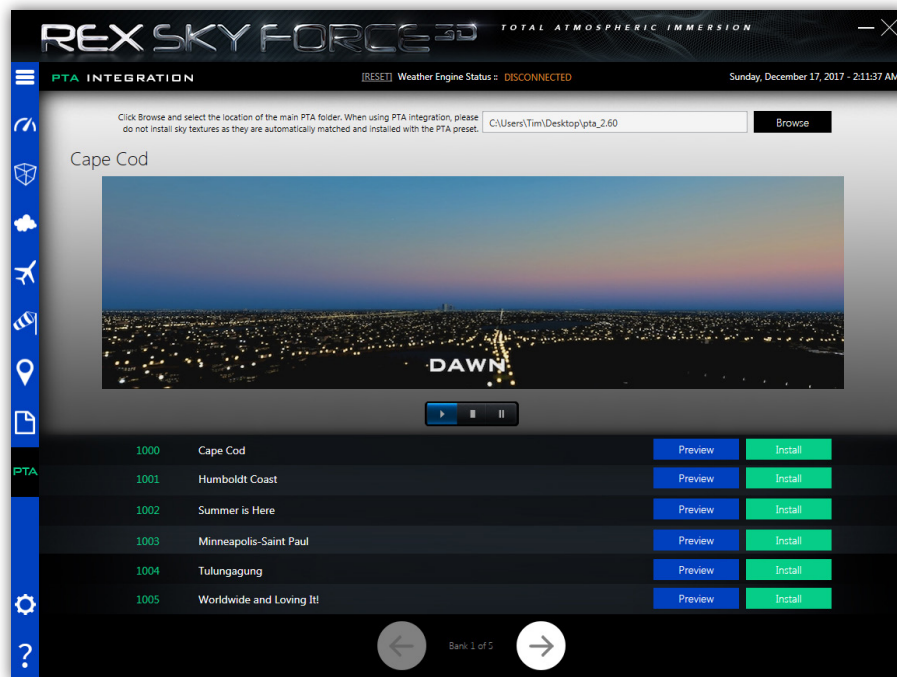 REX SKY FORCE 3D TOTAL ATMOSPHERIC IMMERSION
PTA INTEGRATION [RESET] Weather Engine Status :: DISCONNECTED Sunday, December 17, 2017 - 2:11:37 AM
Click Browse and select the location of the main PTA folder. When using PTA integration, please
do not install sky textures as they are automatically matched and installed with the PTA preset.
C:\Users\Tim\Desktop\pta_2.60 Browse
Cape Cod
DAWN
1000 Cape Cod Preview Install
PTA
1001 Humboldt Coast Preview Install
1002 Summer is Here Preview Install
1003 Minneapolis-Saint Paul Preview Install
1004 Tulungagung Preview Install
1005 Worldwide and Loving It! Preview Install
Bank 1 of 5